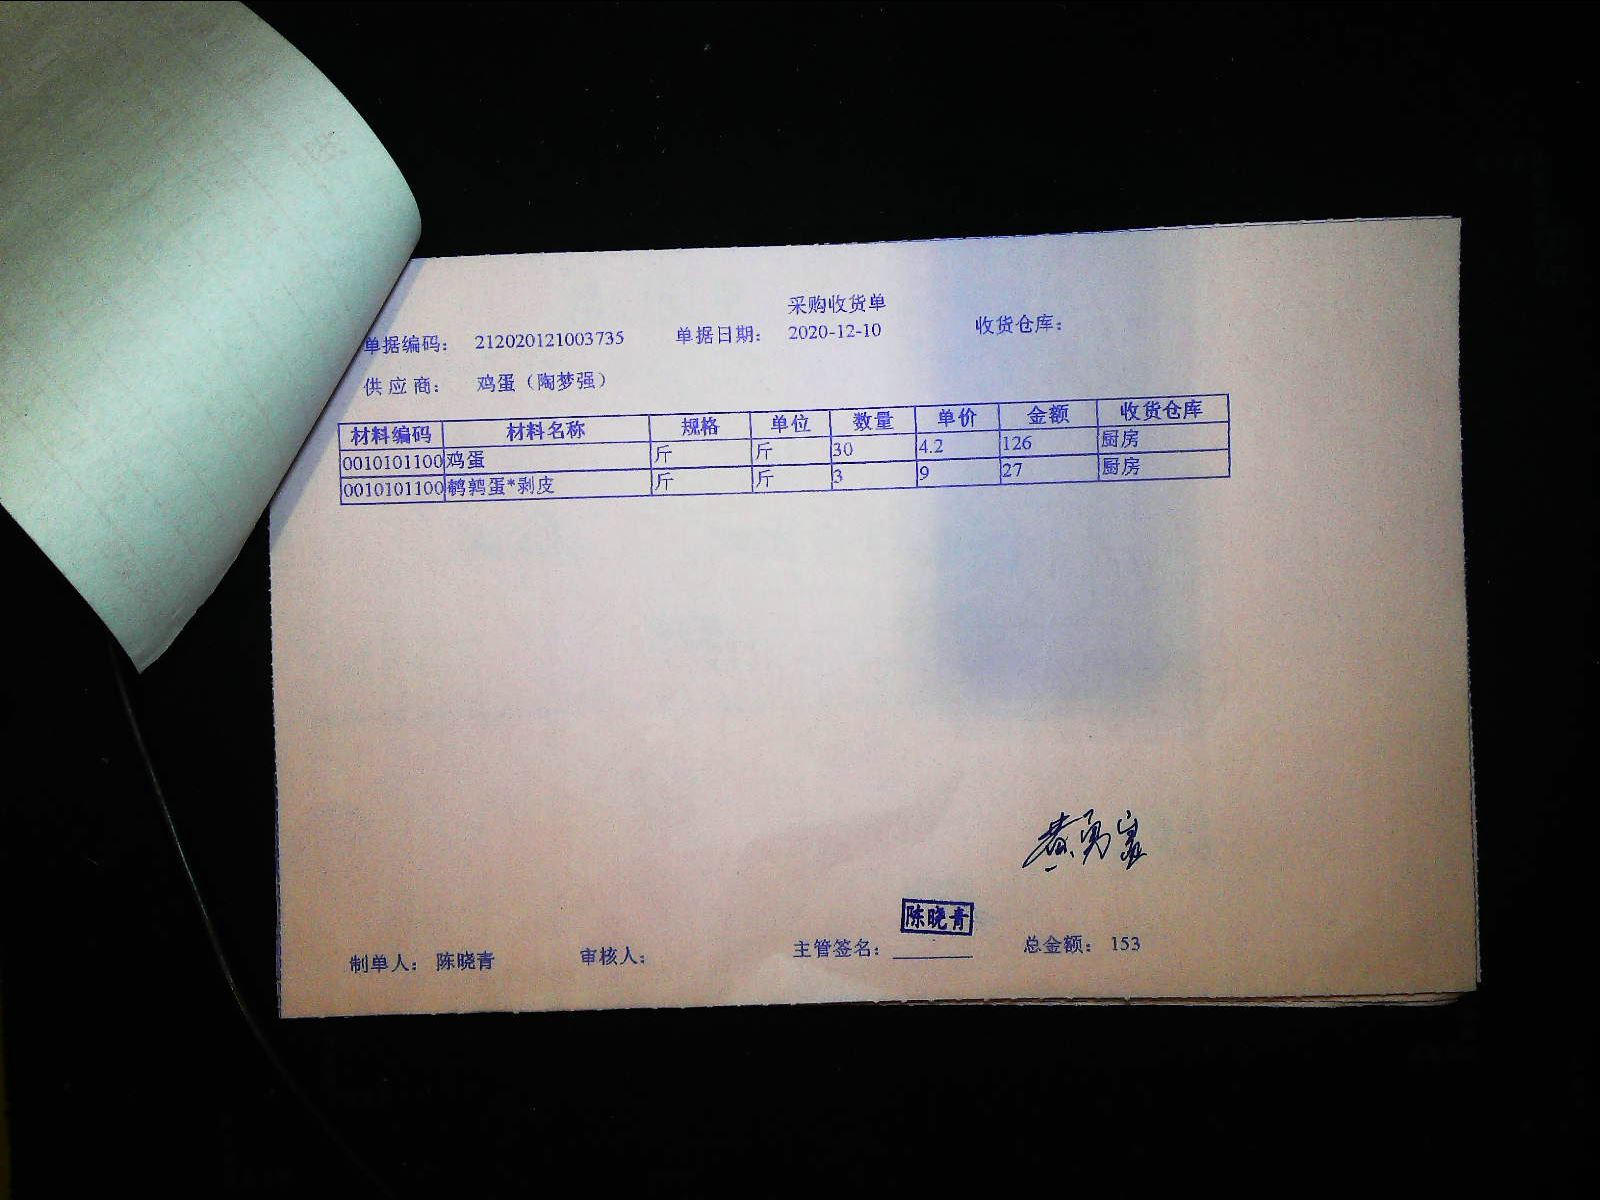 采购收货单
单据编码： 212020121003735 单据日期： 2020-12-10 收货仓库：
供应商： 鸡蛋（陶梦强）
材料编码 材料名称 规格 单位 数量 单价 金额 收货仓库
0010101100 鸡蛋 斤 斤 30 4.2 126 厨房
0010101100 鹌鹑蛋*剥皮 斤 斤 3 9 27 厨房
陈晓青
制单人： 陈晓青 审核人： 主管签名： 总金额： 153